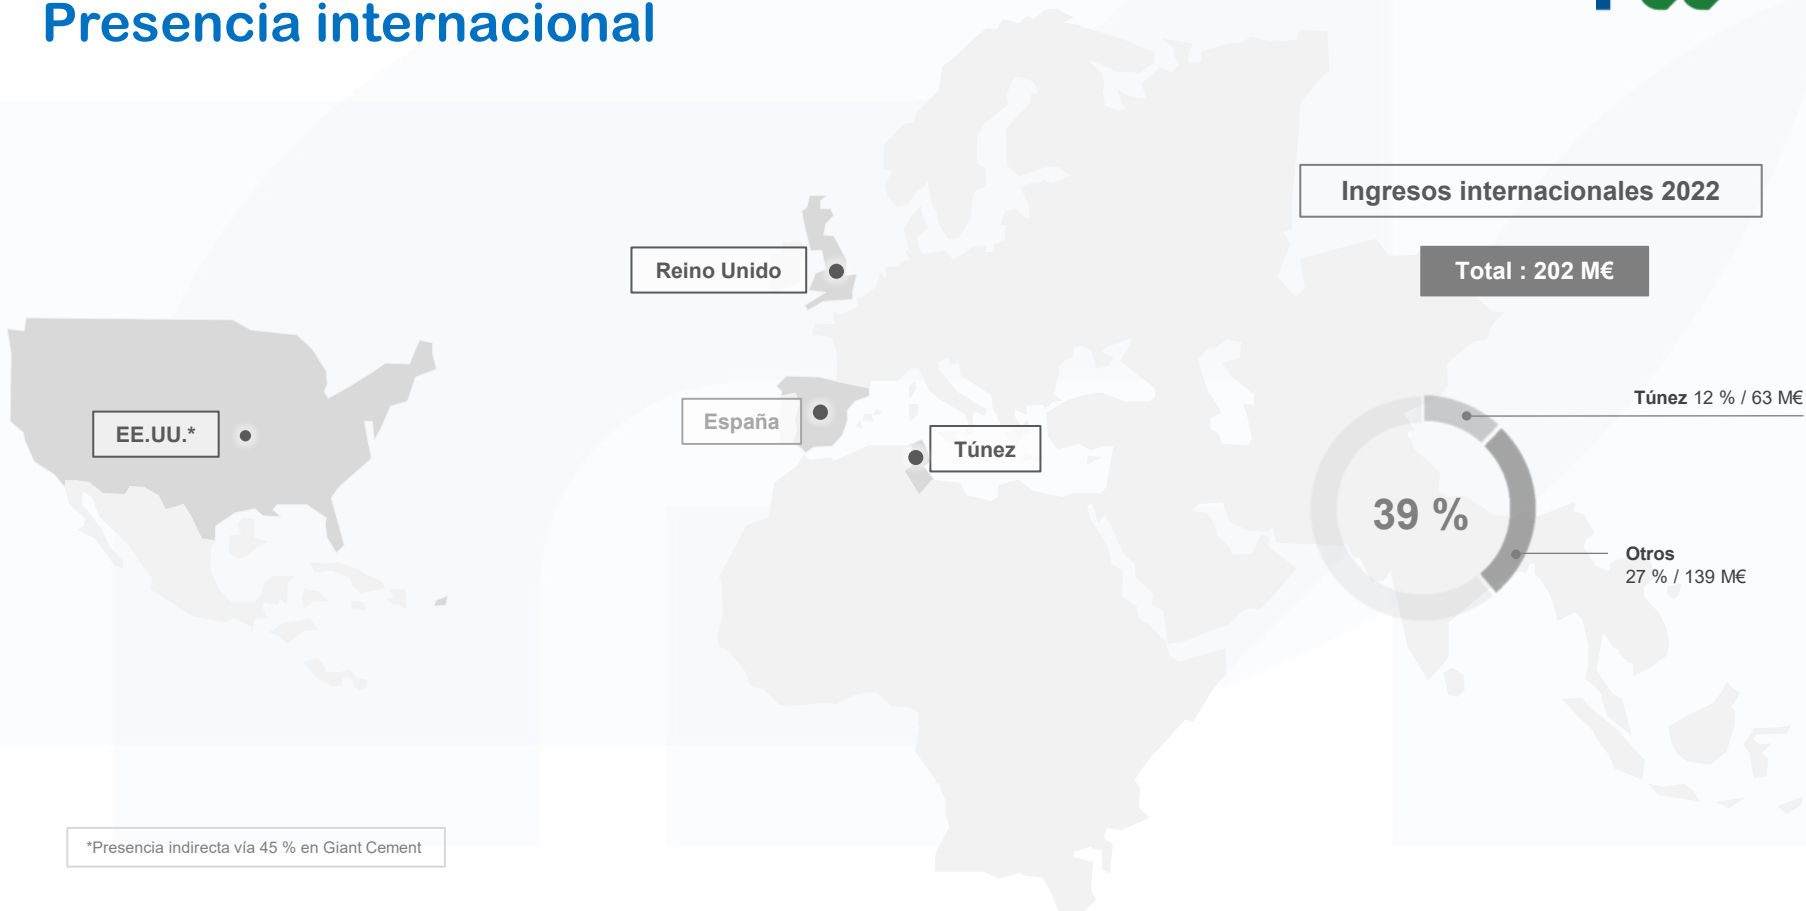 Presencia internacional
Ingresos internacionales 2022
Reino Unido
Total : 202 M€
Túnez 12 % / 63 M€
España
EE.UU.*
Túnez
39 %
Otros
27 % / 139 M€
*Presencia indirecta vía 45 % en Giant Cement